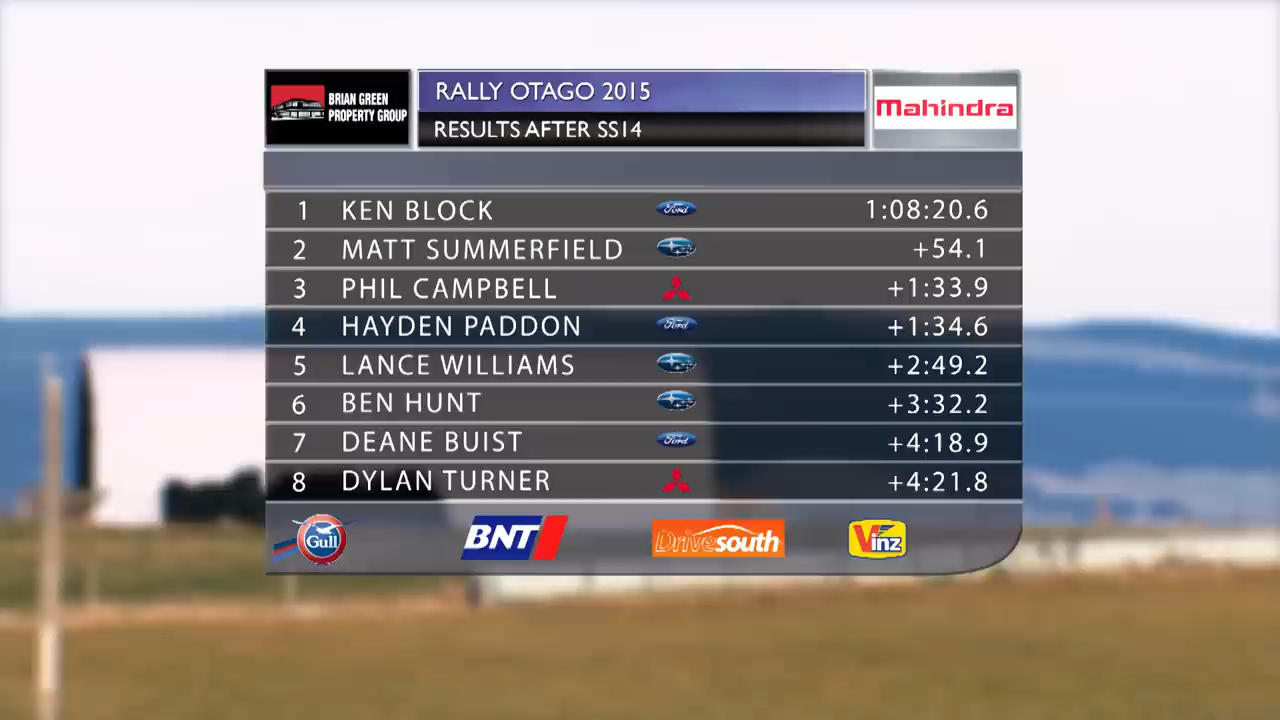 BRIAN GREEN
PROPERTY GROUP
RALLY OTAGO 2015
RESULTS AFTER SS14
Mahindra
1 KEN BLOCK Ford 1:08:20.6
2 MATT SUMMERFIELD +54.1
3 PHIL CAMPBELL +1:33.9
4 HAYDEN PADDON Ford +1:34.6
5 LANCE WILLIAMS +2:49.2
6 BEN HUNT +3:32.2
7 DEANE BUIST Ford +4:18.9
8 DYLAN TURNER +4:21.8
Gull BNT Drivesouth Vinz